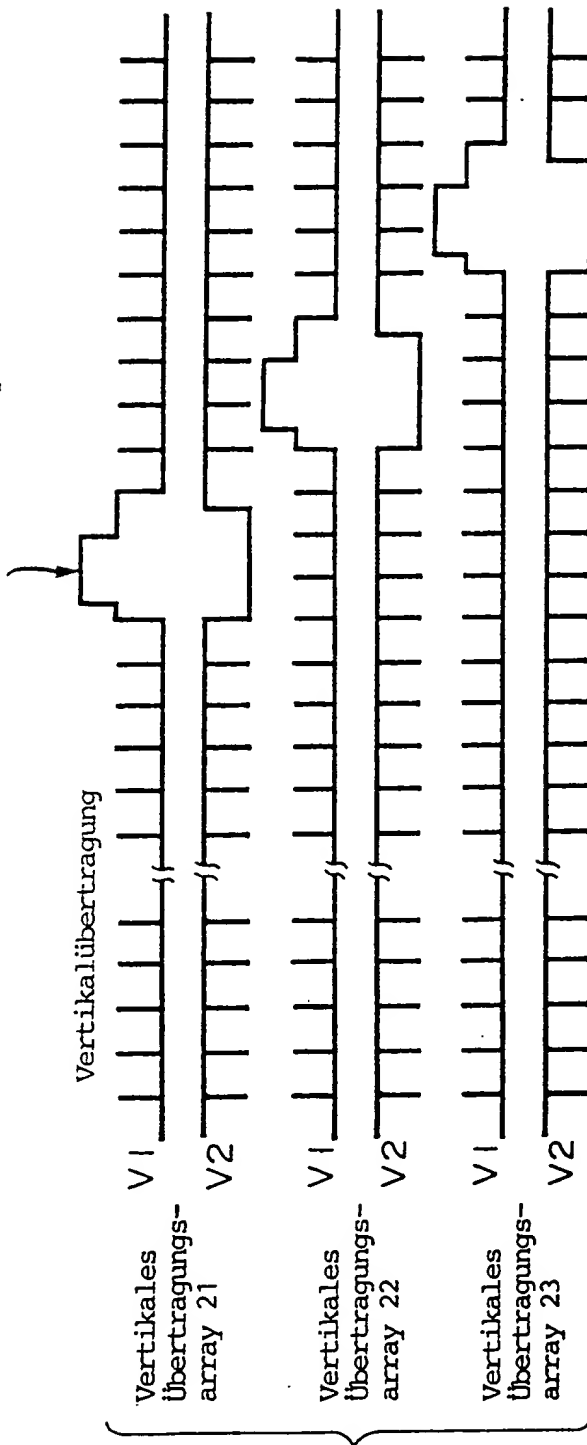 Vertikalübertragung
Vertikales
Übertragungs-
array 21
V1
V2
Vertikales
Übertragungs-
array 22
V1
V2
Vertikales
Übertragungs-
array 23
V1
V2